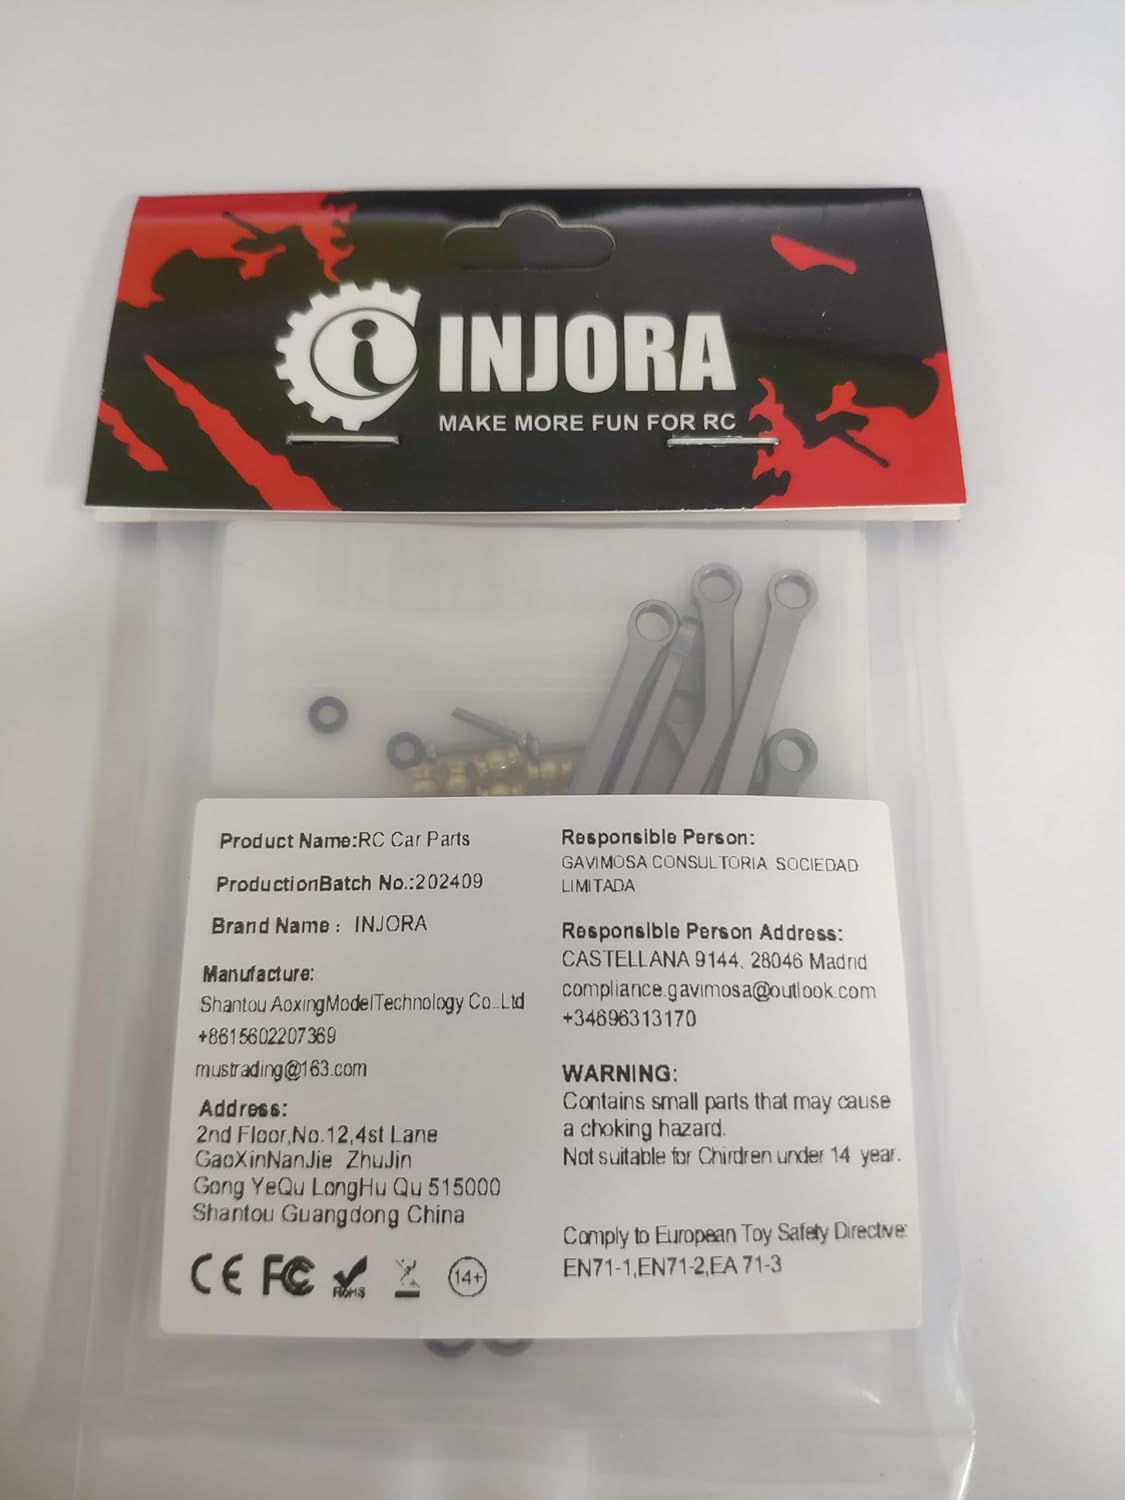 INJORA
MAKE MORE FUN FOR RC
Product Name:RC Car Parts
ProductionBatch No.:202409
Brand Name : INJORA
Manufacture:
Shantou AoxingModelTechnology Co..Ltd
+8615602207369
mustrading@163.com
Address:
2nd Floor,No.12,4st Lane
GaoXinNanJie ZhuJin
Gong YeQu LongHu Qu 515000
Shantou Guangdong China
CE FC RoHS 14+
Responsible Person:
GAVIMOSA CONSULTORIA SOCIEDAD
LIMITADA
Responsible Person Address:
CASTELLANA 9144, 28046 Madrid
compliance.gavimosa@outlook.com
+34696313170
WARNING:
Contains small parts that may cause
a choking hazard.
Not suitable for Chirdren under 14 year.
Comply to European Toy Safety Directive:
EN71-1,EN71-2,EA 71-3